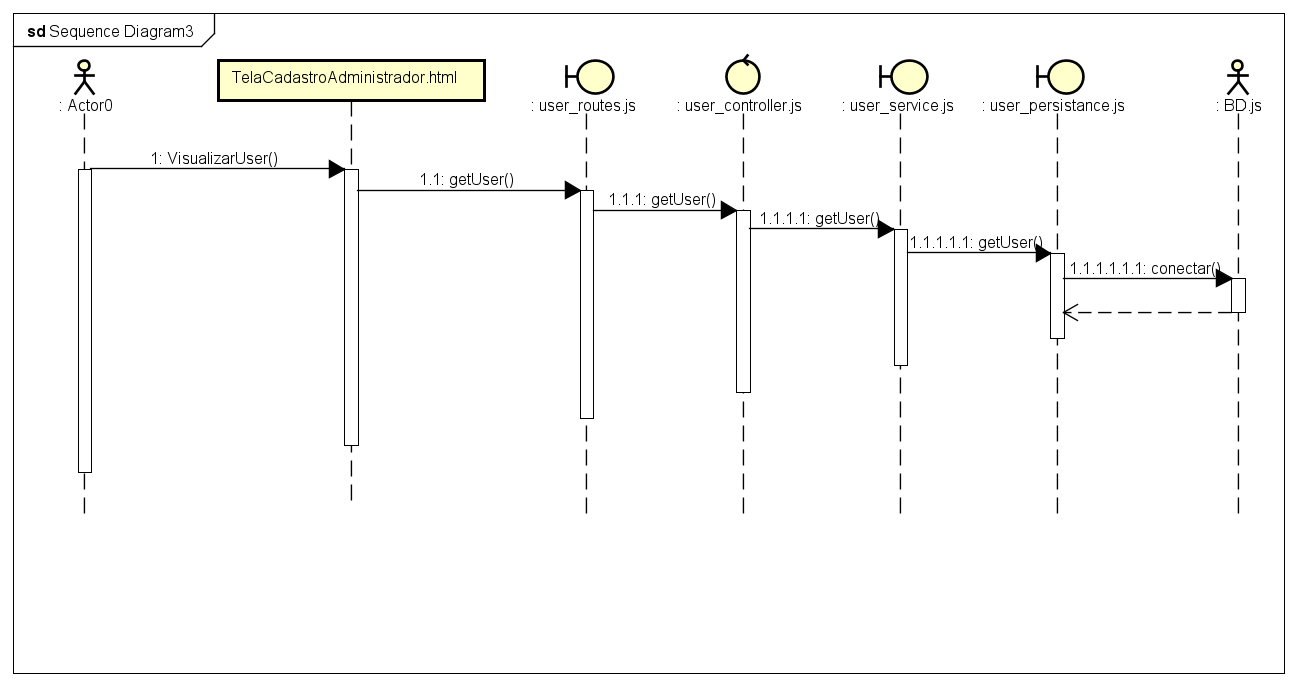 sd Sequence Diagram3
: Actor0
TelaCadastroAdministrador.html
: user_routes.js
: user_controller.js
: user_service.js
: user_persistance.js
: BD.js
1: VisualizarUser()
1.1: getUser()
1.1.1: getUser()
1.1.1.1: getUser()
1.1.1.1.1: getUser()
1.1.1.1.1.1: conectar()